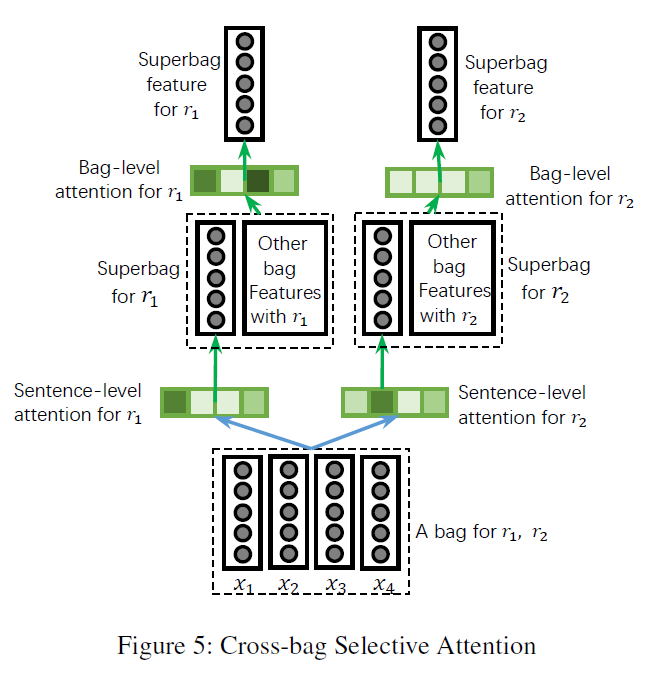 Superbag
feature
for r₁
Superbag
feature
for r₂
Bag-level
attention for r₁
Bag-level
attention for r₂
Superbag
for r₁
Other
bag
Features
with r₁
Other
bag
Features
with r₂
Superbag
for r₂
Sentence-level
attention for r₁
Sentence-level
attention for r₂
A bag for r₁, r₂
x₁ x₂ x₃ x₄
Figure 5: Cross-bag Selective Attention